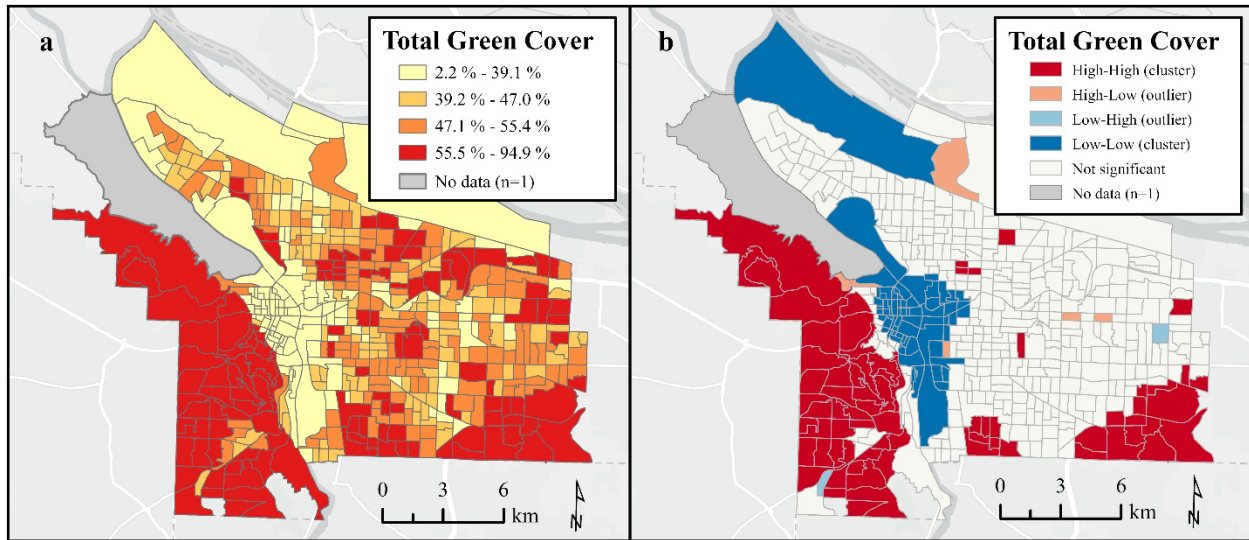 a
Total Green Cover
2.2 % - 39.1 %
39.2 % - 47.0 %
47.1 % - 55.4 %
55.5 % - 94.9 %
No data (n=1)
0 3 6
km
N
b
Total Green Cover
High-High (cluster)
High-Low (outlier)
Low-High (outlier)
Low-Low (cluster)
Not significant
No data (n=1)
0 3 6
km
N